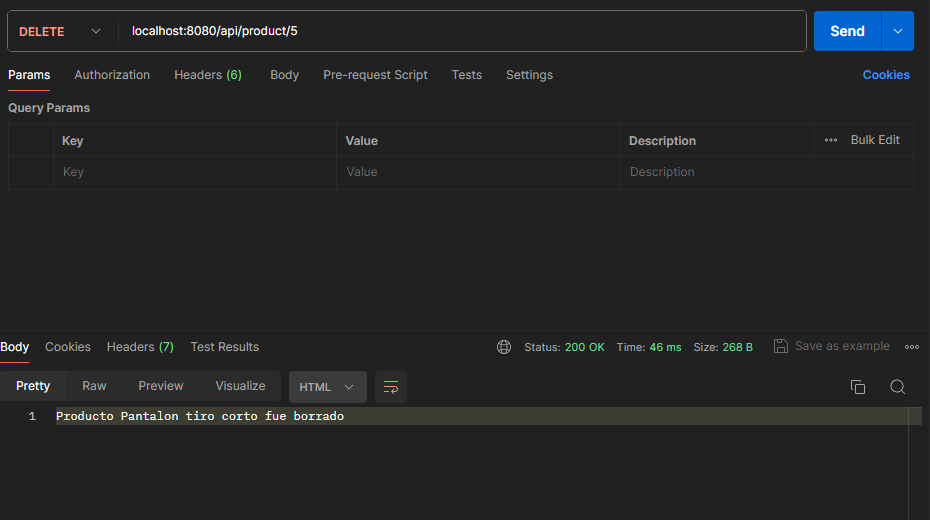 DELETE localhost:8080/api/product/5 Send
Params Authorization Headers (6) Body Pre-request Script Tests Settings Cookies
Query Params
Key Value Description Bulk Edit
Key Value Description
Body Cookies Headers (7) Test Results Status: 200 OK Time: 46 ms Size: 268 B Save as example
Pretty Raw Preview Visualize HTML
1 Producto Pantalon tiro corto fue borrado